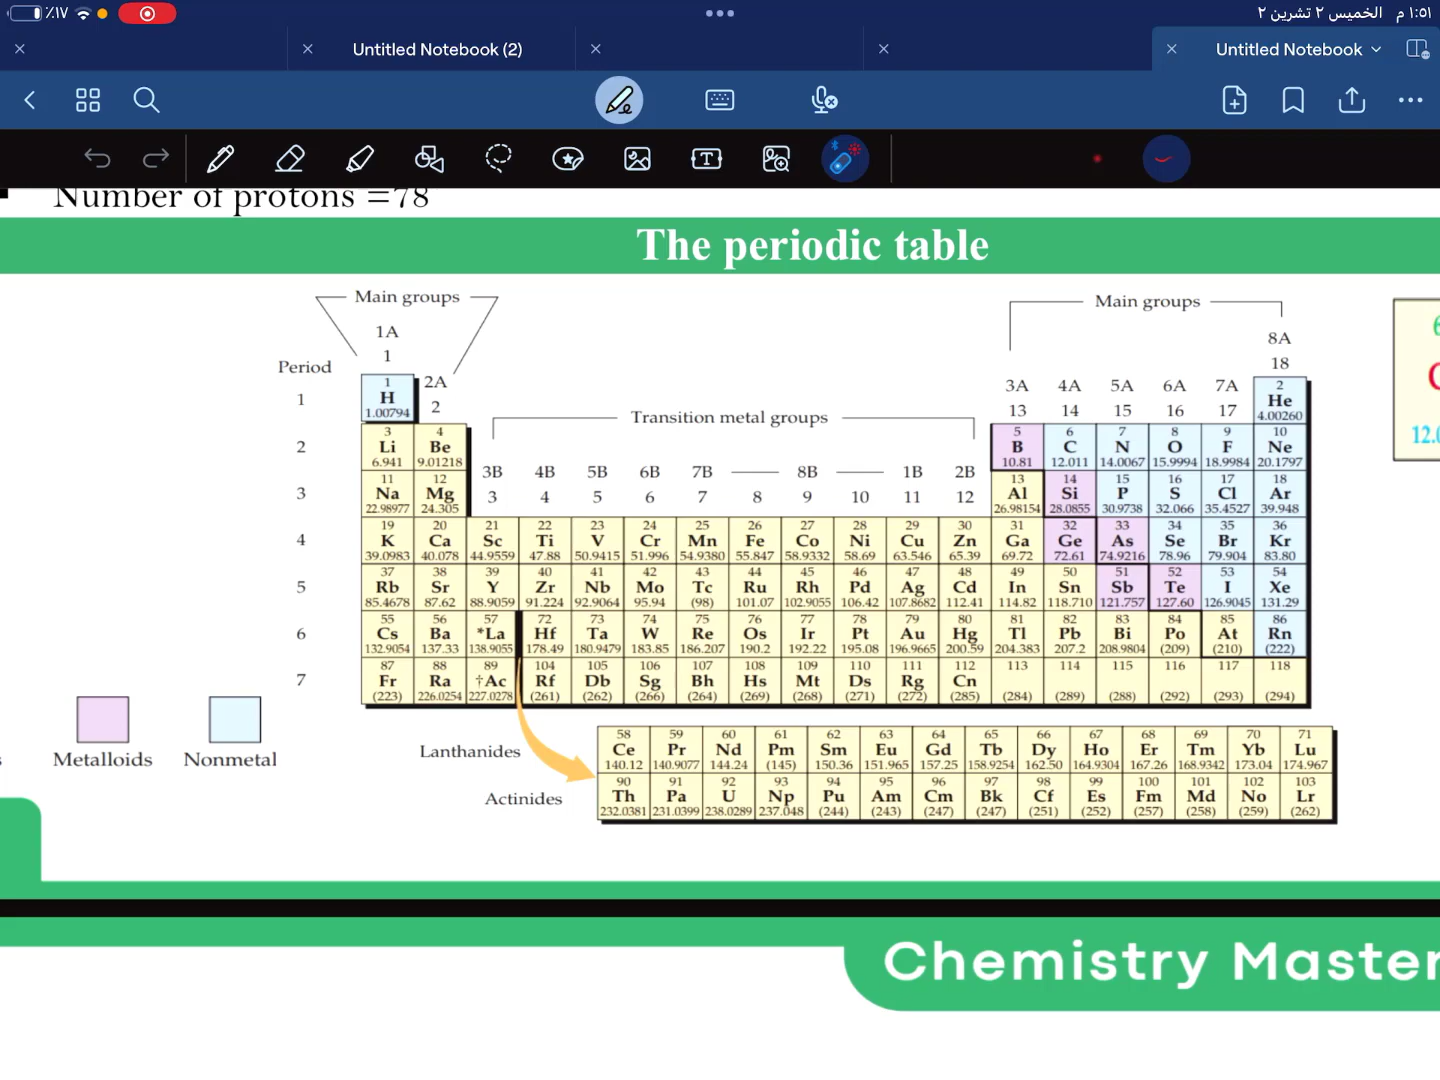 ٪١٧
١:٥١ م الخميس ٢ تشرين ٢
Untitled Notebook (2)
Untitled Notebook
Number of protons =78
The periodic table
Main groups
Main groups
1A
1
8A
18
Period
2A
2
3A 4A 5A 6A 7A
13 14 15 16 17
Transition metal groups
3B 4B 5B 6B 7B 8B 1B 2B
3 4 5 6 7 8 9 10 11 12
1
1 2
H He
1.00794 4.00260
2
3 4 5 6 7 8 9 10
Li Be B C N O F Ne
6.941 9.01218 10.81 12.011 14.0067 15.9994 18.9984 20.1797
3
11 12 13 14 15 16 17 18
Na Mg Al Si P S Cl Ar
22.98977 24.305 26.98154 28.0855 30.9738 32.066 35.4527 39.948
4
19 20 21 22 23 24 25 26 27 28 29 30 31 32 33 34 35 36
K Ca Sc Ti V Cr Mn Fe Co Ni Cu Zn Ga Ge As Se Br Kr
39.0983 40.078 44.9559 47.88 50.9415 51.996 54.9380 55.847 58.9332 58.69 63.546 65.39 69.72 72.61 74.9216 78.96 79.904 83.80
5
37 38 39 40 41 42 43 44 45 46 47 48 49 50 51 52 53 54
Rb Sr Y Zr Nb Mo Tc Ru Rh Pd Ag Cd In Sn Sb Te I Xe
85.4678 87.62 88.9059 91.224 92.9064 95.94 (98) 101.07 102.9055 106.42 107.8682 112.41 114.82 118.710 121.757 127.60 126.9045 131.29
6
55 56 57 72 73 74 75 76 77 78 79 80 81 82 83 84 85 86
Cs Ba *La Hf Ta W Re Os Ir Pt Au Hg Tl Pb Bi Po At Rn
132.9054 137.33 138.9055 178.49 180.9479 183.85 186.207 190.2 192.22 195.08 196.9665 200.59 204.383 207.2 208.9804 (209) (210) (222)
7
87 88 89 104 105 106 107 108 109 110 111 112 113 114 115 116 117 118
Fr Ra †Ac Rf Db Sg Bh Hs Mt Ds Rg Cn
(223) 226.0254 227.0278 (261) (262) (266) (264) (269) (268) (271) (272) (285) (284) (289) (288) (292) (293) (294)
Metalloids
Nonmetal
Lanthanides
58 59 60 61 62 63 64 65 66 67 68 69 70 71
Ce Pr Nd Pm Sm Eu Gd Tb Dy Ho Er Tm Yb Lu
140.12 140.9077 144.24 (145) 150.36 151.965 157.25 158.9254 162.50 164.9304 167.26 168.9342 173.04 174.967
Actinides
90 91 92 93 94 95 96 97 98 99 100 101 102 103
Th Pa U Np Pu Am Cm Bk Cf Es Fm Md No Lr
232.0381 231.0399 238.0289 237.048 (244) (243) (247) (247) (251) (252) (257) (258) (259) (262)
Chemistry Master